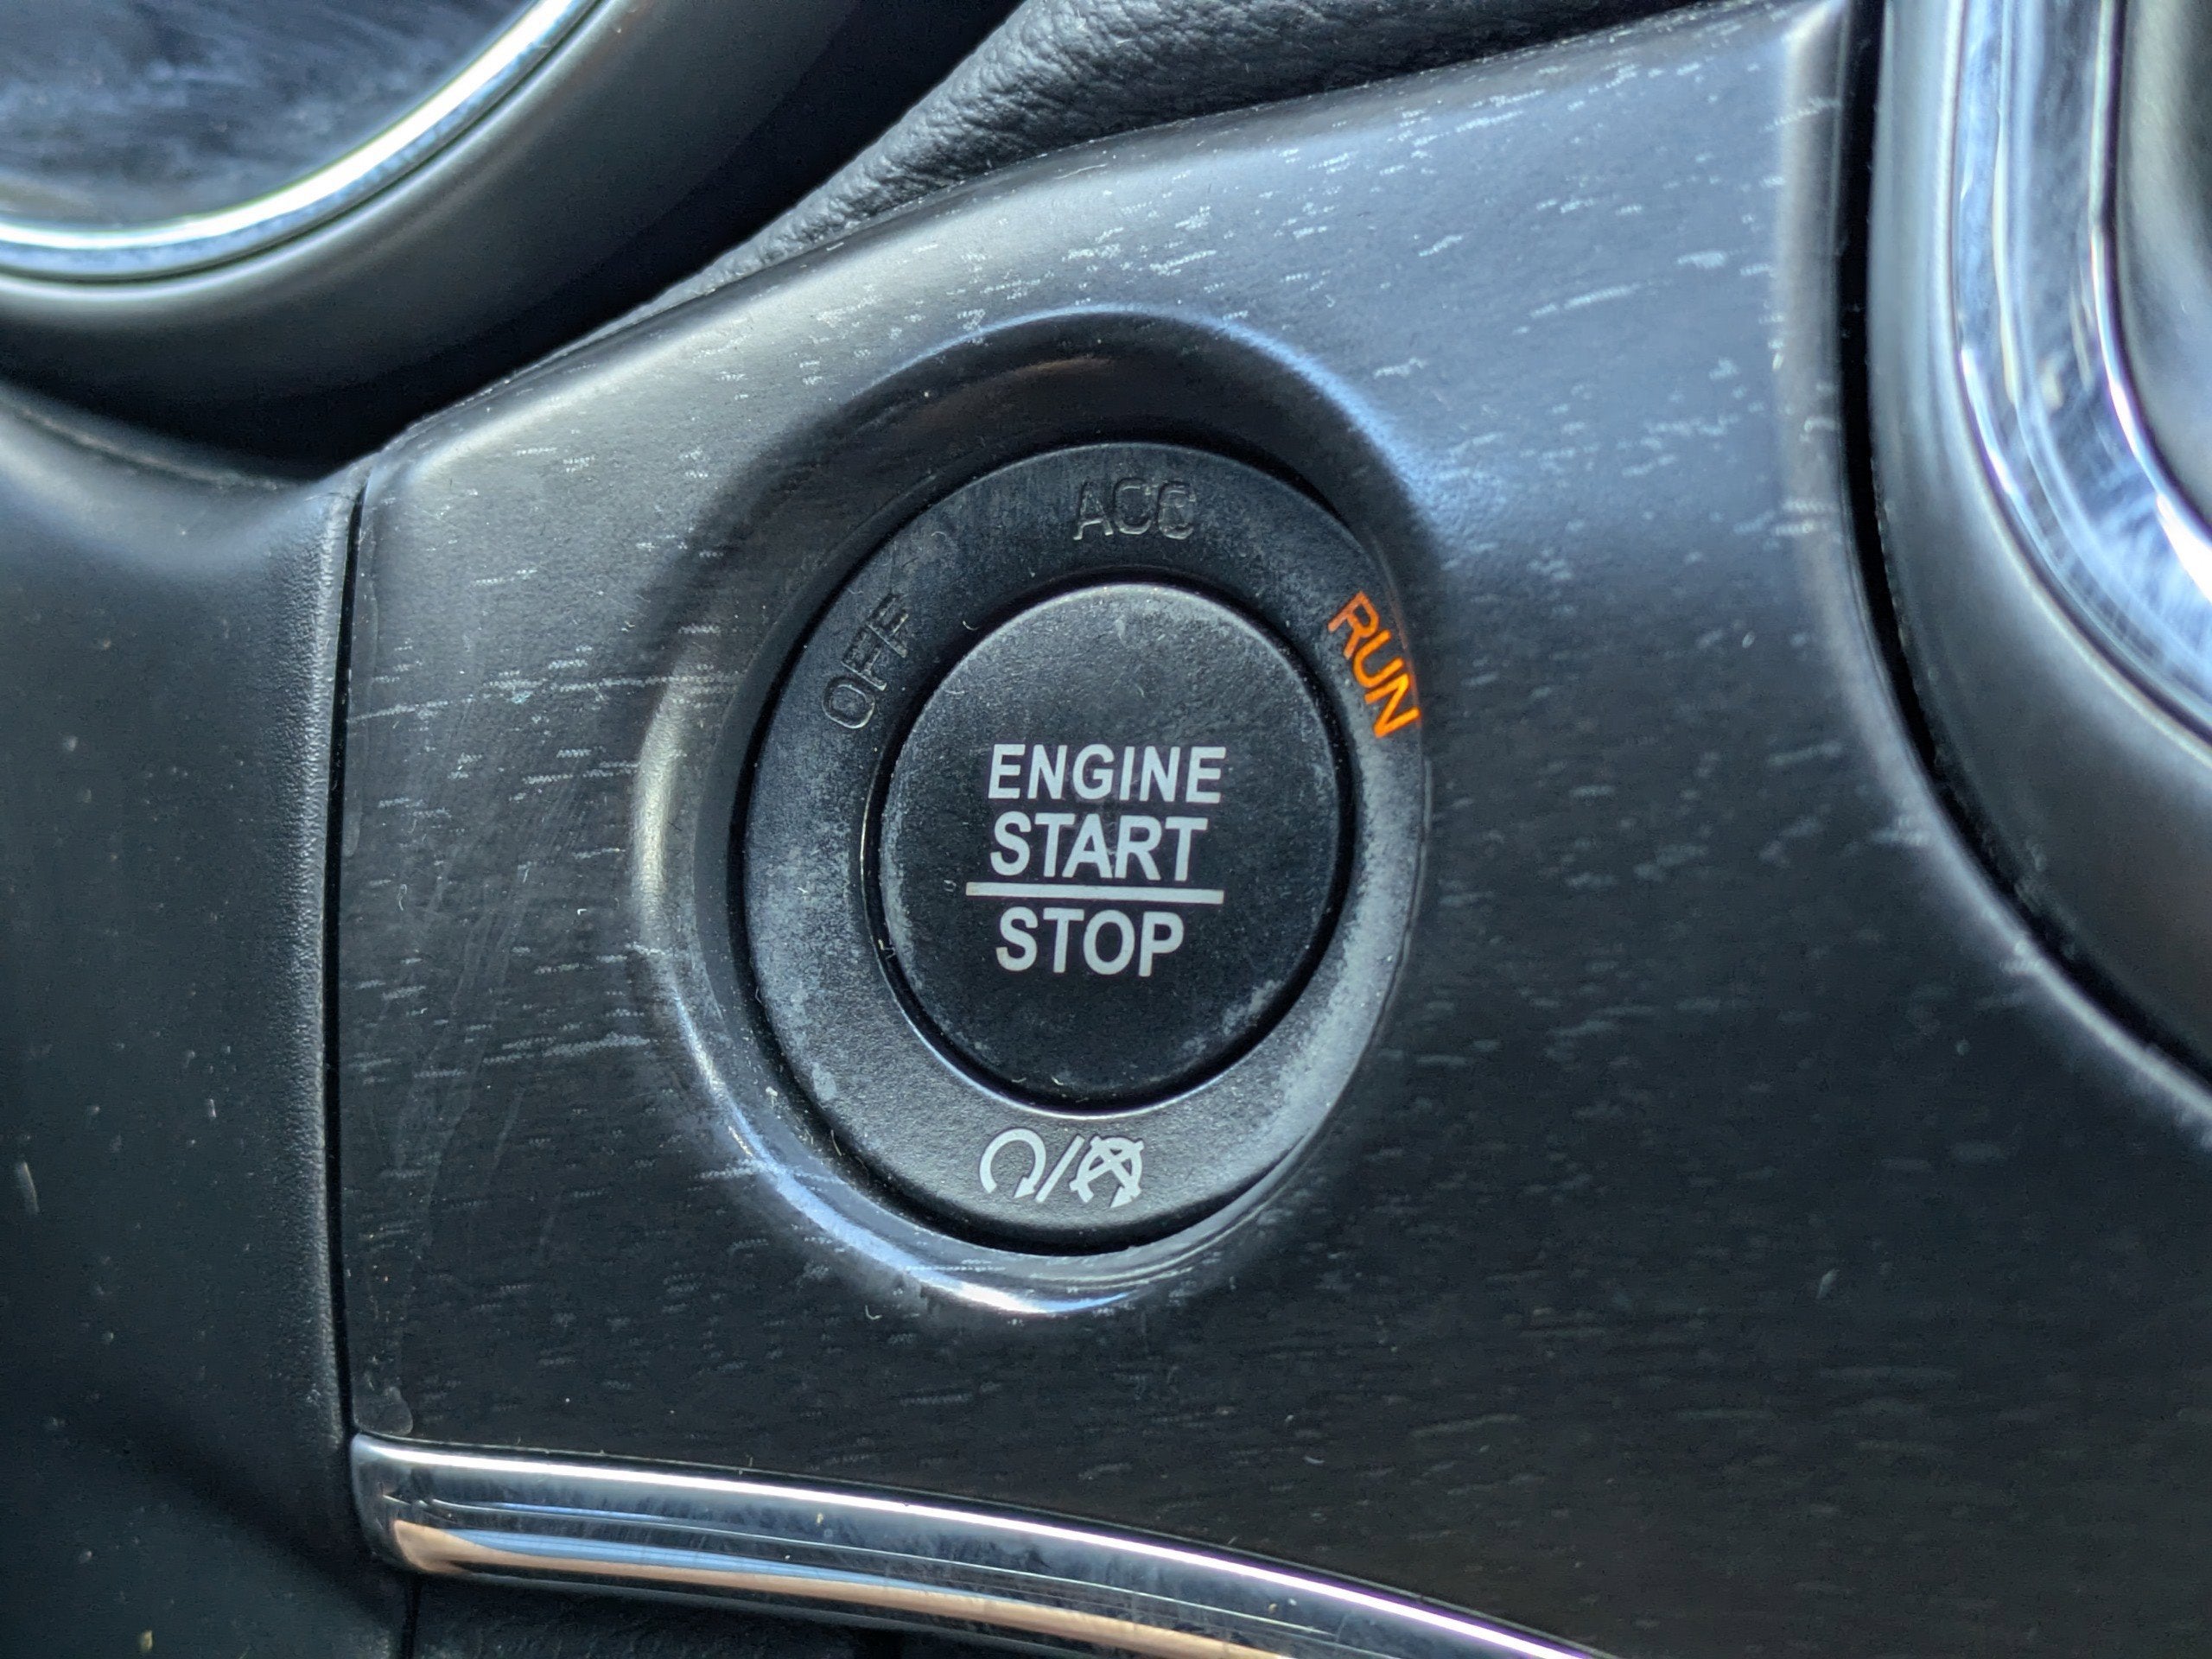 ACC
OFF
RUN
ENGINE
START
STOP